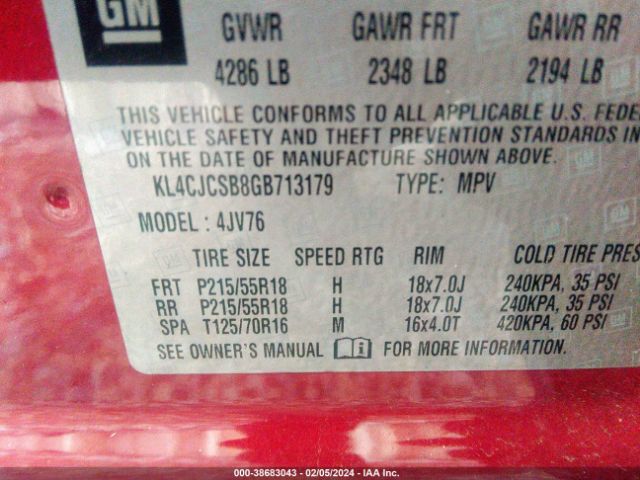 GM
GVWR GAWR FRT GAWR RR
4286 LB 2348 LB 2194 LB
THIS VEHICLE CONFORMS TO ALL APPLICABLE U.S. FEDE
VEHICLE SAFETY AND THEFT PREVENTION STANDARDS IN
ON THE DATE OF MANUFACTURE SHOWN ABOVE.
KL4CJCSB8GB713179 TYPE: MPV
MODEL: 4JV76
TIRE SIZE SPEED RTG RIM COLD TIRE PRES
FRT P215/55R18 H 18x7.0J 240KPA, 35 PSI
RR P215/55R18 H 18x7.0J 240KPA, 35 PSI
SPA T125/70R16 M 16x4.0T 420KPA, 60 PSI
SEE OWNER'S MANUAL FOR MORE INFORMATION.
000-38683043 - 02/05/2024 - IAA Inc.